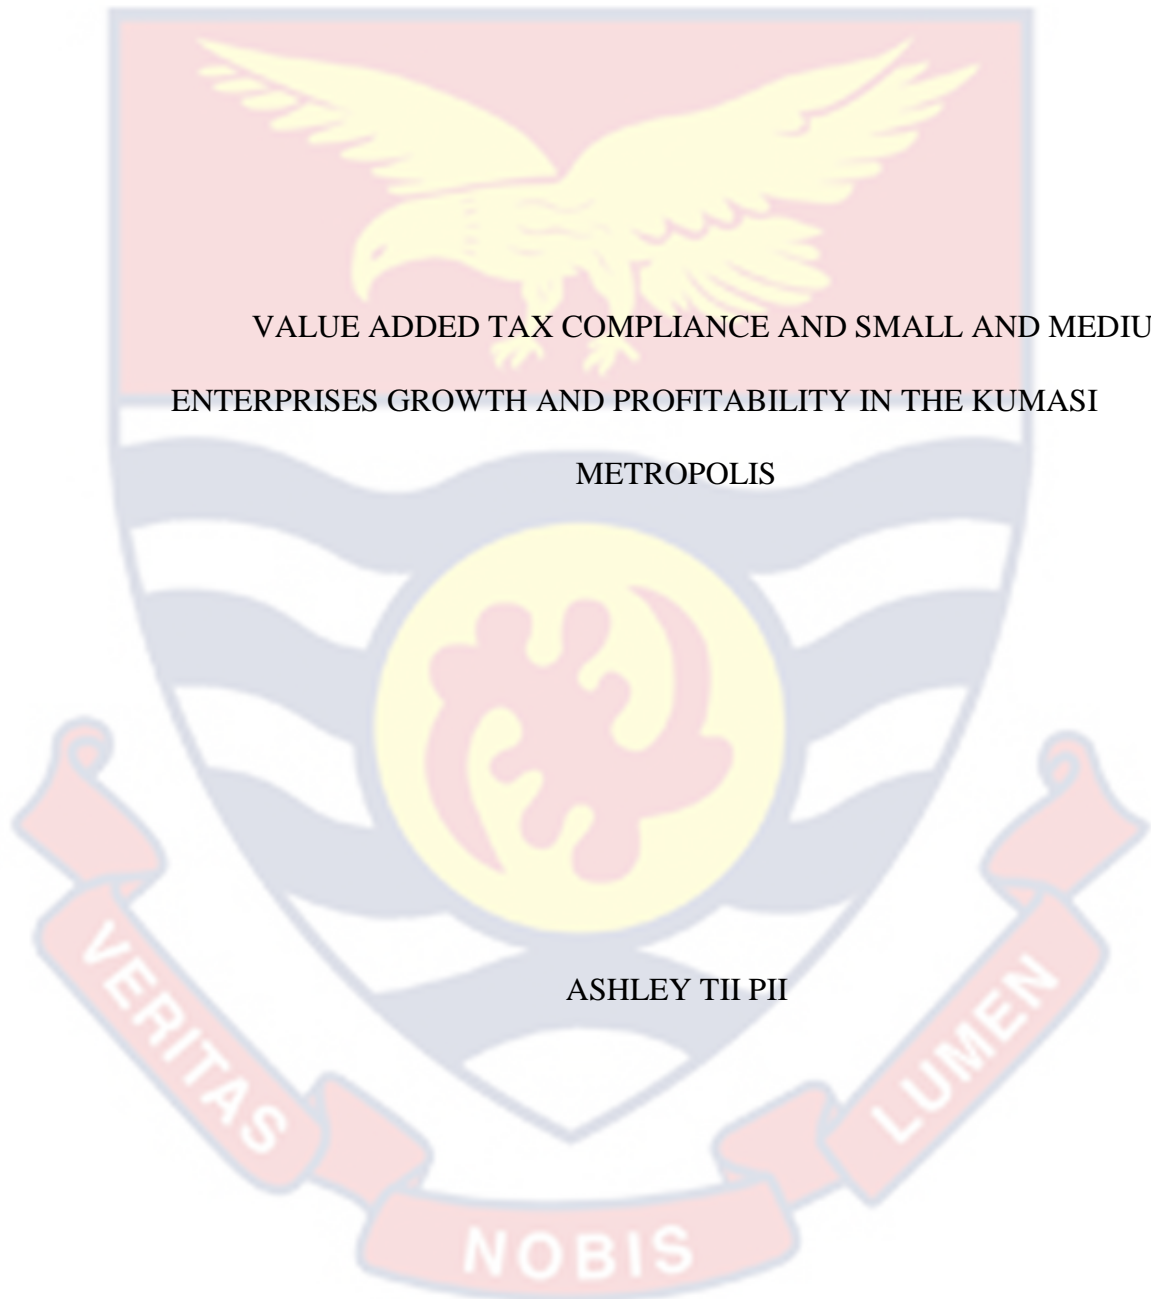 VALUE ADDED TAX COMPLIANCE AND SMALL AND MEDIU
ENTERPRISES GROWTH AND PROFITABILITY IN THE KUMASI
METROPOLIS
ASHLEY TII PII
VERITAS
NOBIS
LUMEN